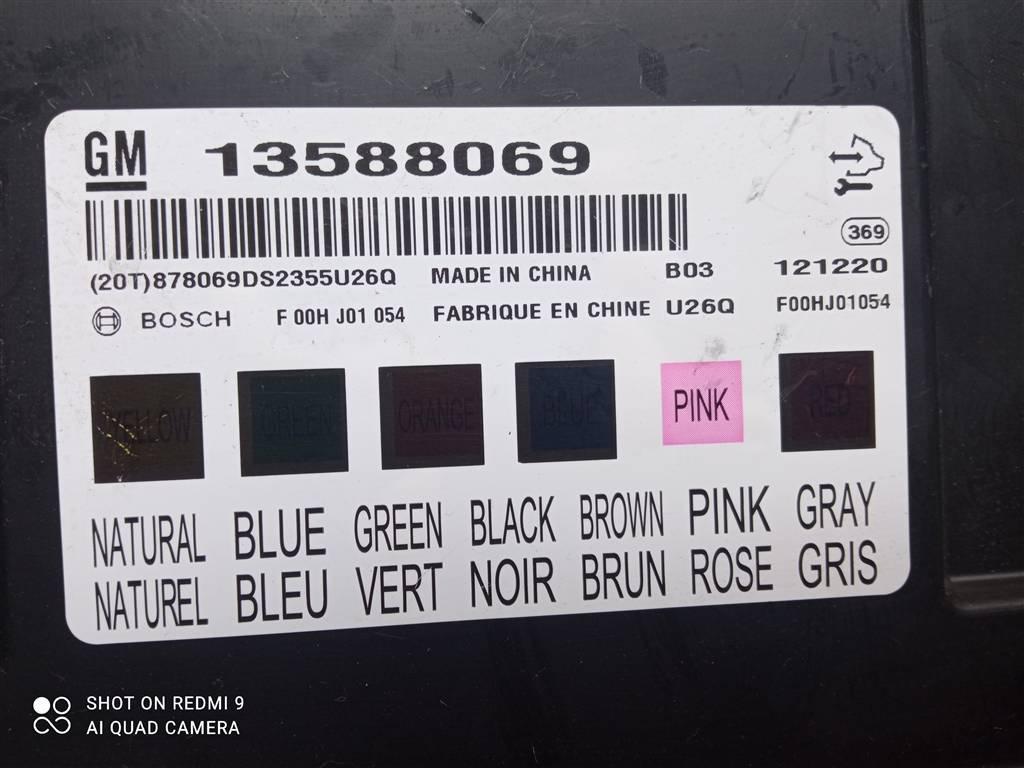 GM 13588069
369
(20T)878069DS2355U26Q MADE IN CHINA B03 121220
BOSCH F 00H J01 054 FABRIQUE EN CHINE U26Q F00HJ01054
YELLOW GREEN ORANGE BLUE PINK RED
NATURAL BLUE GREEN BLACK BROWN PINK GRAY
NATUREL BLEU VERT NOIR BRUN ROSE GRIS
SHOT ON REDMI 9
AI QUAD CAMERA